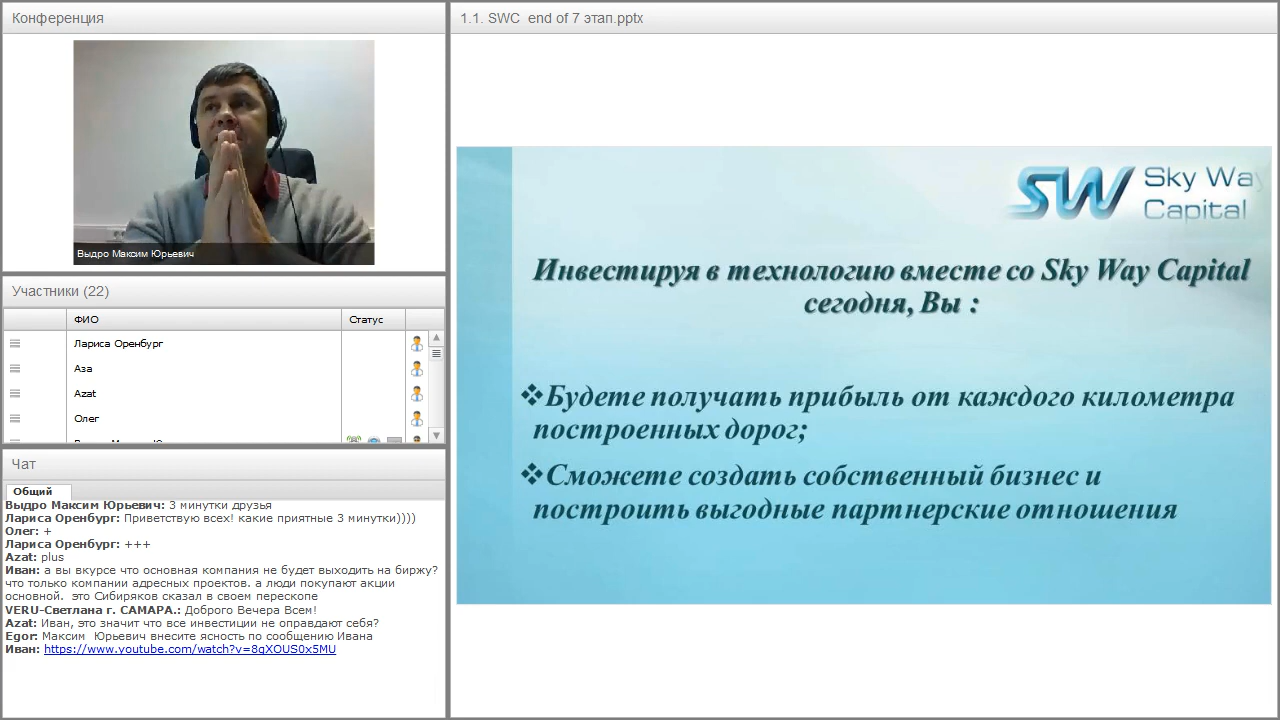 Конференция
Выдро Максим Юрьевич
Участники (22)
ФИО
Статус
Лариса Оренбург
Аза
Azat
Олег
Чат
Общий
Выдро Максим Юрьевич: 3 минутки друзья
Лариса Оренбург: Приветствую всех! какие приятные 3 минутки))))
Олег: +
Лариса Оренбург: +++
Azat: plus
Иван: а вы вкурсе что основная компания не будет выходить на биржу?
что только компании адресных проектов. а люди покупают акции
основной. это Сибиряков сказал в своем перескопе
VERU-Светлана г. САМАРА.: Доброго Вечера Всем!
Azat: Иван, это значит что все инвестиции не оправдают себя?
Egor: Максим Юрьевич внесите ясность по сообщению Ивана
Иван: https://www.youtube.com/watch?v=8gXOUS0x5MU
1.1. SWC end of 7 этап.pptx
SW Sky Way
Capital
Инвестируя в технологию вместе со Sky Way Capital
сегодня, Вы :
❖Будете получать прибыль от каждого километра
построенных дорог;
❖Сможете создать собственный бизнес и
построить выгодные партнерские отношения